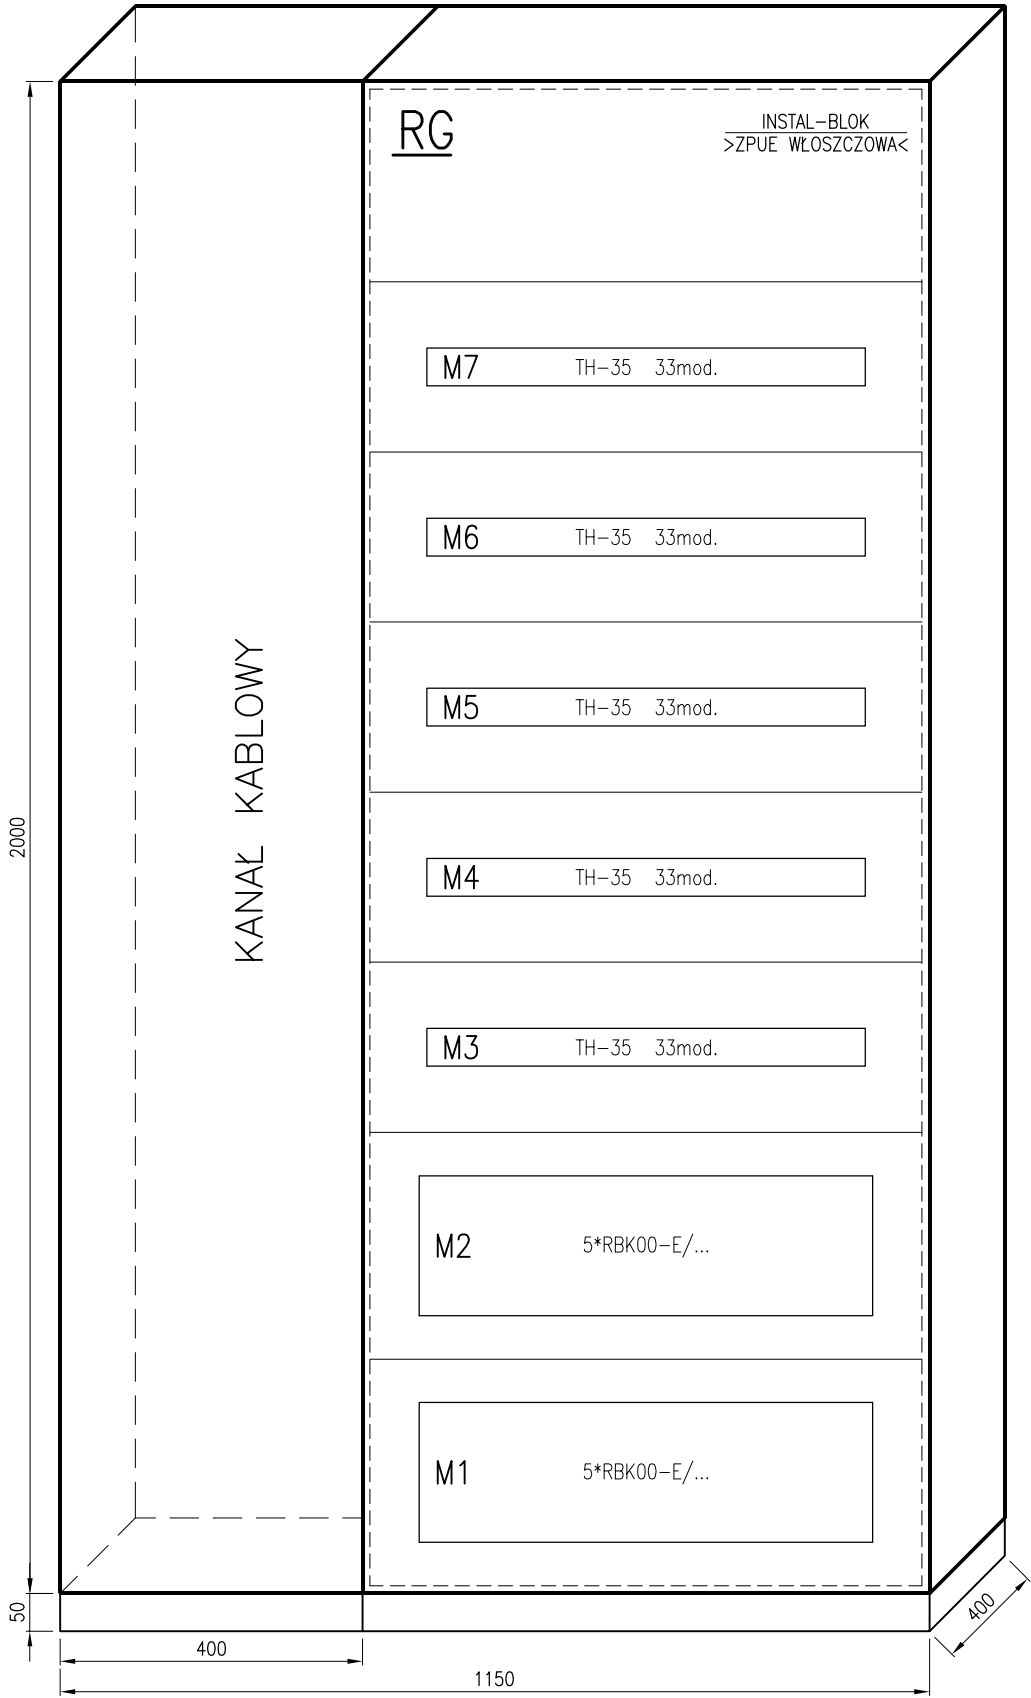 RG
INSTAL-BLOK
>ZPUE WŁOSZCZOWA<
M7 TH-35 33mod.
M6 TH-35 33mod.
M5 TH-35 33mod.
M4 TH-35 33mod.
M3 TH-35 33mod.
M2 5*RBK00-E/...
M1 5*RBK00-E/...
KANAŁ KABLOWY
2000
50
400
1150
400